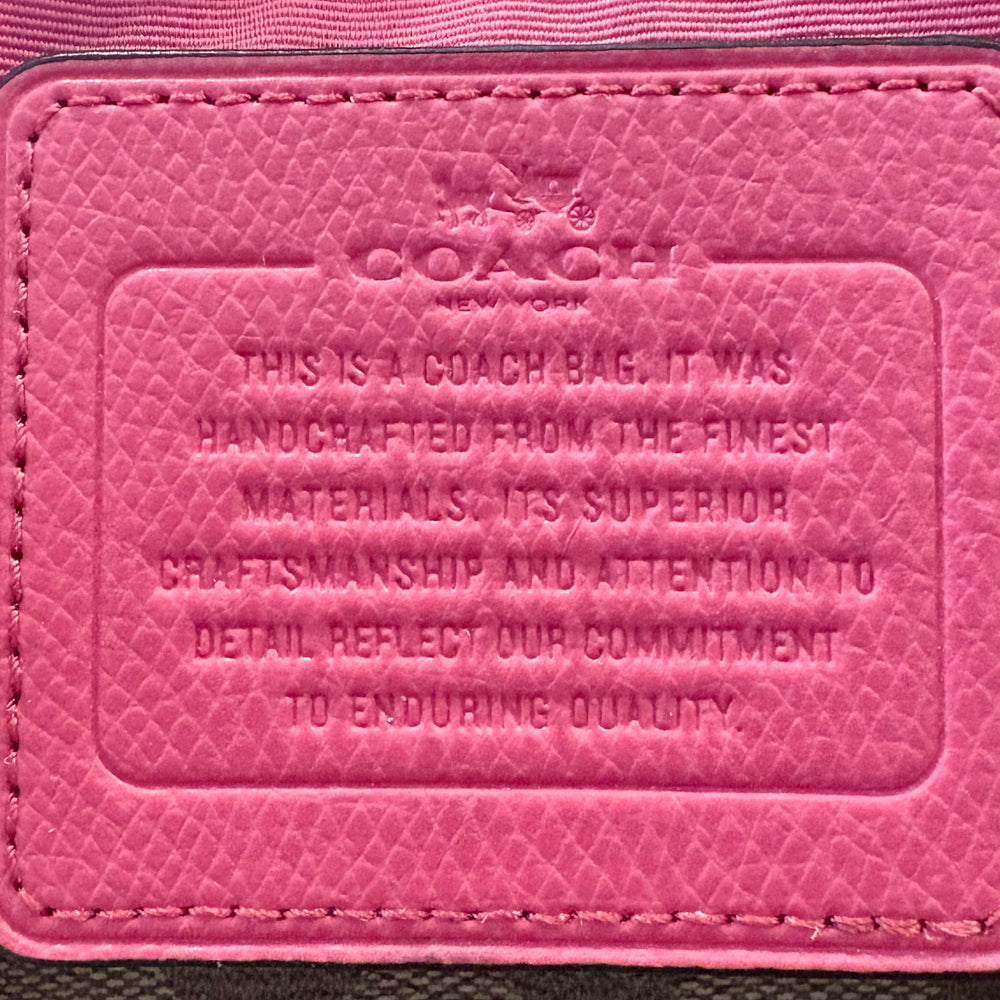 COACH
NEW YORK
THIS IS A COACH BAG. IT WAS
HANDCRAFTED FROM THE FINEST
MATERIALS. ITS SUPERIOR
CRAFTSMANSHIP AND ATTENTION TO
DETAIL REFLECT OUR COMMITMENT
TO ENDURING QUALITY.